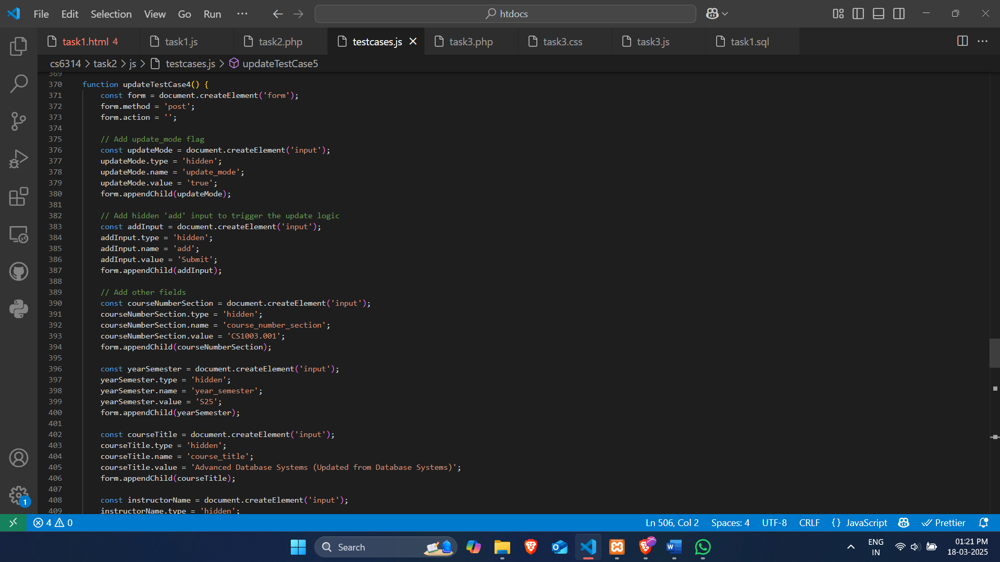 File Edit Selection View Go Run ··· htdocs
task1.html 4 task1.js task2.php testcases.js task3.php task3.css task3.js task1.sql
cs6314 > task2 > js > testcases.js > updateTestCase5
369
370 function updateTestCase4() {
371 const form = document.createElement('form');
372 form.method = 'post';
373 form.action = '';
374
375 // Add update_mode flag
376 const updateMode = document.createElement('input');
377 updateMode.type = 'hidden';
378 updateMode.name = 'update_mode';
379 updateMode.value = 'true';
380 form.appendChild(updateMode);
381
382 // Add hidden 'add' input to trigger the update logic
383 const addInput = document.createElement('input');
384 addInput.type = 'hidden';
385 addInput.name = 'add';
386 addInput.value = 'Submit';
387 form.appendChild(addInput);
388
389 // Add other fields
390 const courseNumberSection = document.createElement('input');
391 courseNumberSection.type = 'hidden';
392 courseNumberSection.name = 'course_number_section';
393 courseNumberSection.value = 'CS1003.001';
394 form.appendChild(courseNumberSection);
395
396 const yearSemester = document.createElement('input');
397 yearSemester.type = 'hidden';
398 yearSemester.name = 'year_semester';
399 yearSemester.value = 'S25';
400 form.appendChild(yearSemester);
401
402 const courseTitle = document.createElement('input');
403 courseTitle.type = 'hidden';
404 courseTitle.name = 'course_title';
405 courseTitle.value = 'Advanced Database Systems (Updated from Database Systems)';
406 form.appendChild(courseTitle);
407
408 const instructorName = document.createElement('input');
409 instructorName.type = 'hidden';
1
4 0 Ln 506, Col 2 Spaces: 4 UTF-8 CRLF {} JavaScript Prettier
Search ENG 01:21 PM
IN 18-03-2025